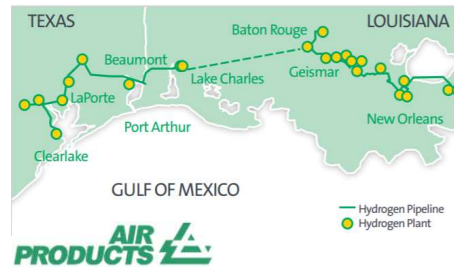 TEXAS
LOUISIANA
Baton Rouge
Beaumont
Lake Charles
Geismar
LaPorte
Port Arthur
New Orleans
Clearlake
GULF OF MEXICO
Hydrogen Pipeline
Hydrogen Plant
AIR
PRODUCTS